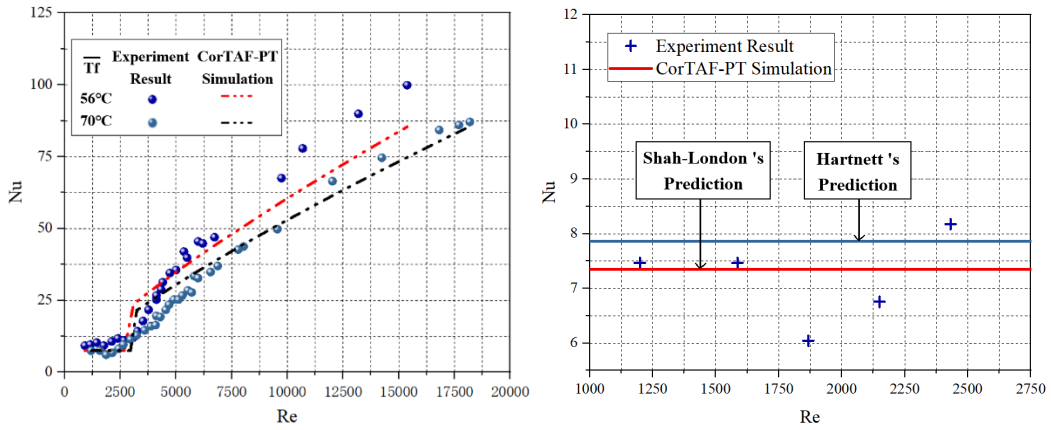 125
100
75
50
25
0
Nu
Tf Experiment CorTAF-PT
Result Simulation
56℃
70℃
0 2500 5000 7500 10000 12500 15000 17500 20000
Re
12
11
10
9
8
7
6
5
Nu
Experiment Result
CorTAF-PT Simulation
Shah-London 's
Prediction
Hartnett 's
Prediction
1000 1250 1500 1750 2000 2250 2500 2750
Re